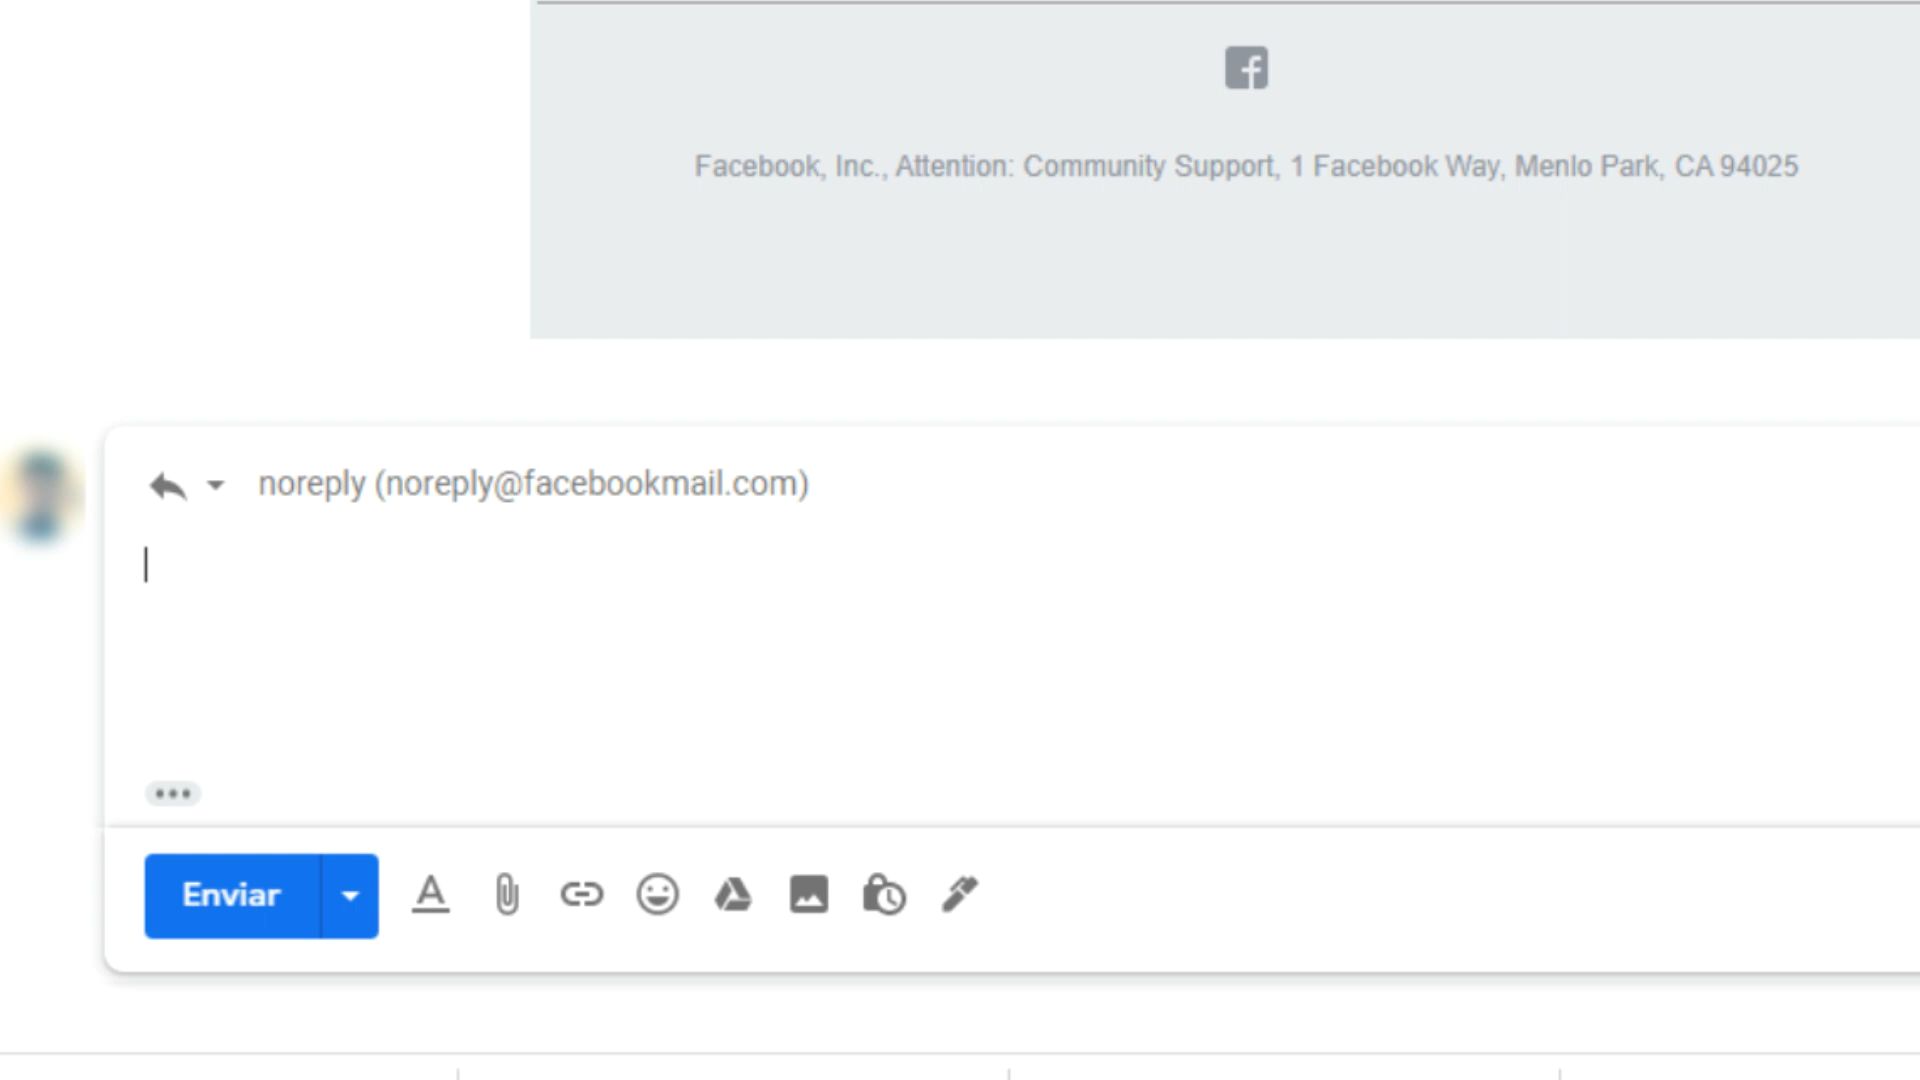 Facebook, Inc., Attention: Community Support, 1 Facebook Way, Menlo Park, CA 94025
noreply (noreply@facebookmail.com)
Enviar